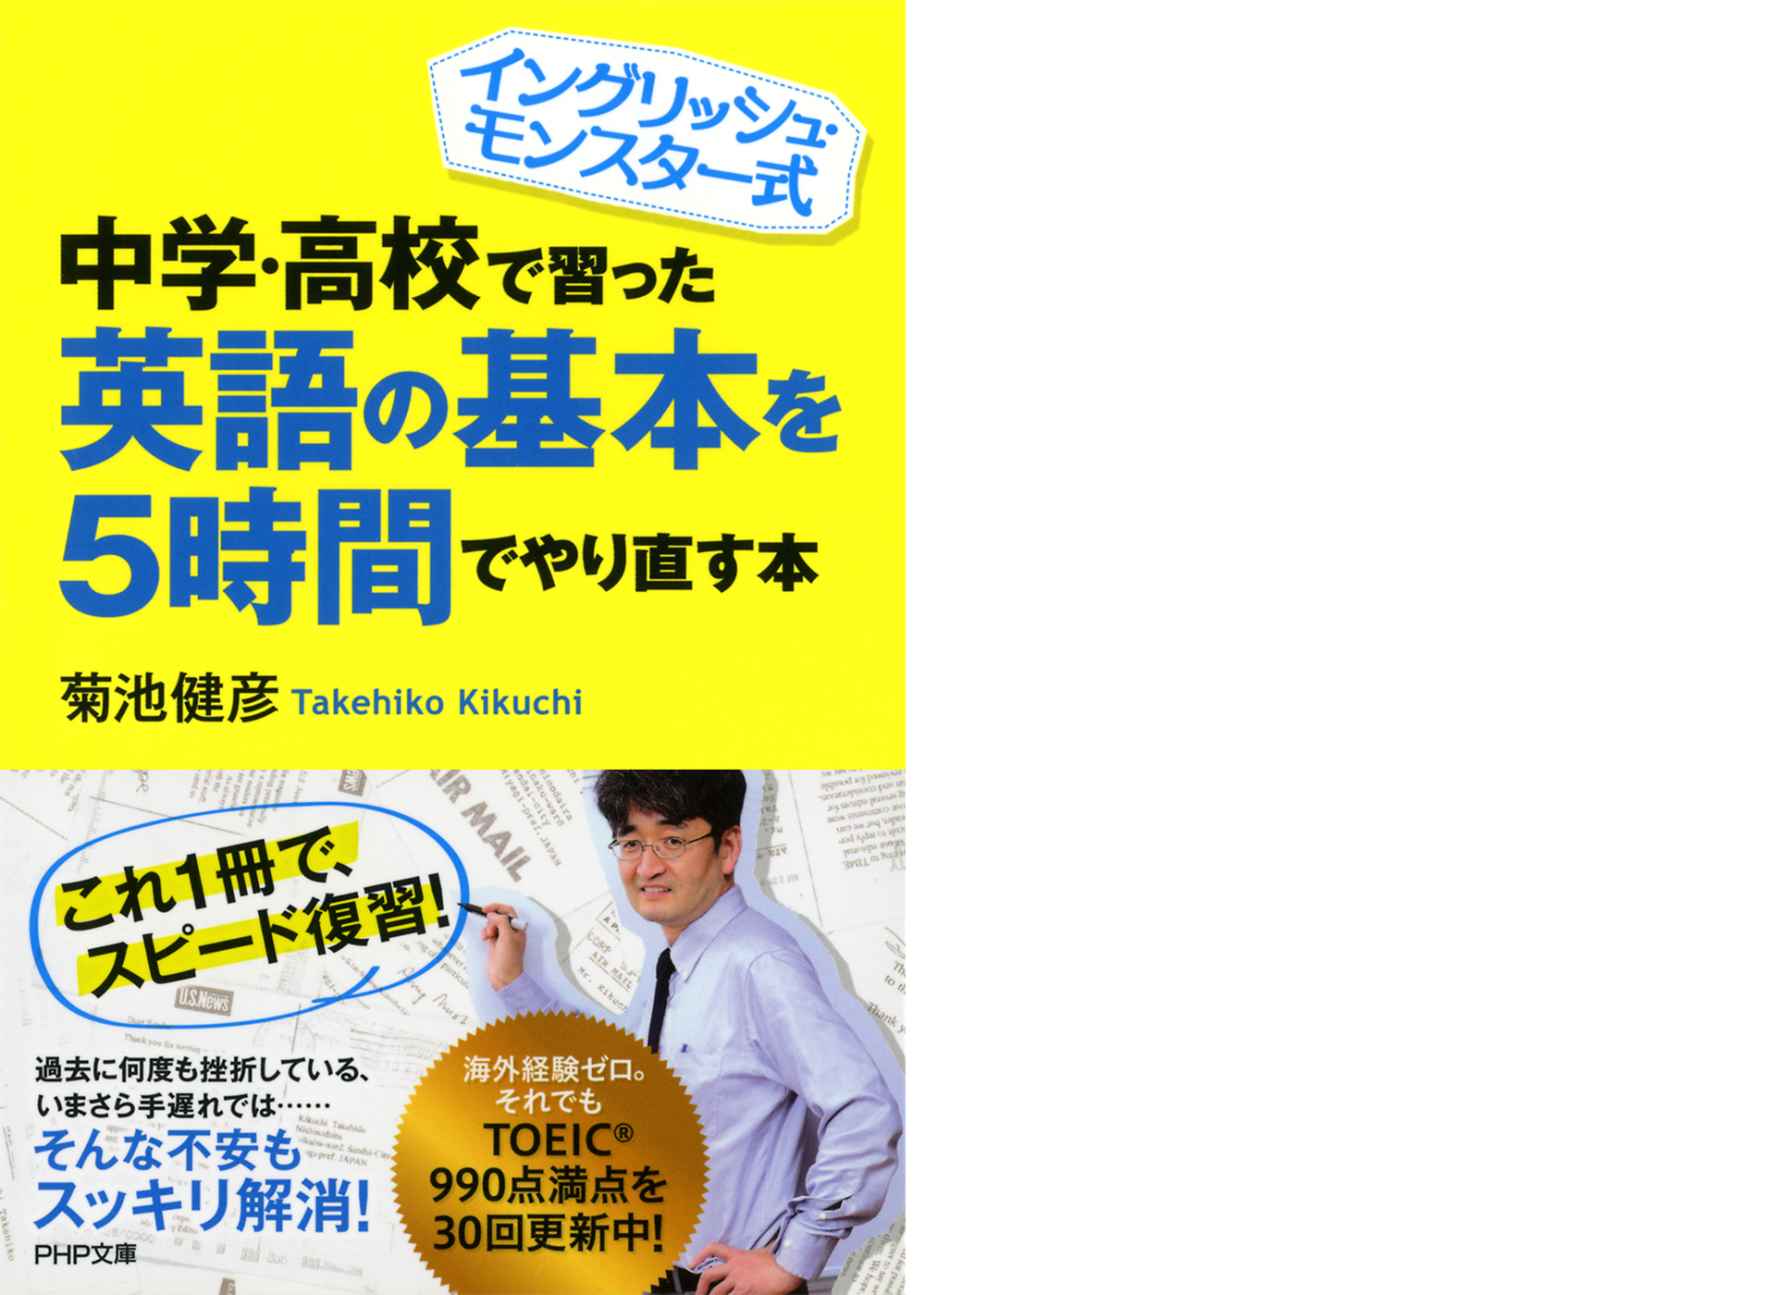 イングリッシュ・
モンスター式
中学・高校で習った
英語の基本を
5時間でやり直す本
菊池健彦 Takehiko Kikuchi
AIR MAIL
これ1冊で、
スピード復習!
U.S.News
過去に何度も挫折している、
いまさら手遅れでは……
そんな不安も
スッキリ解消!
PHP文庫
海外経験ゼロ。
それでも
TOEIC®
990点満点を
30回更新中!